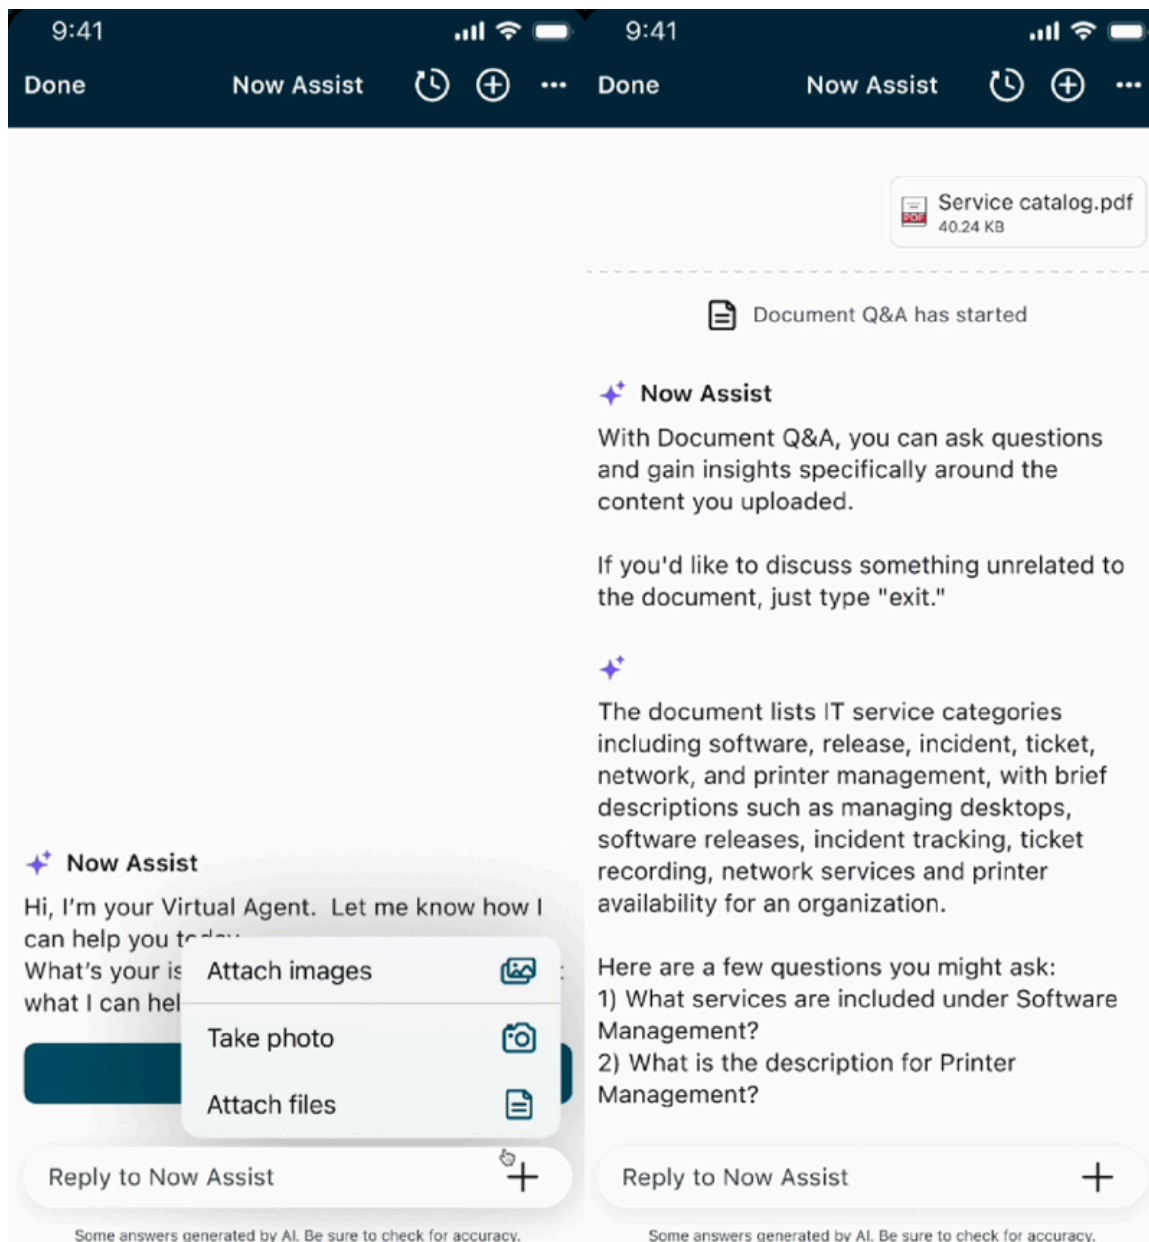 9:41
Done
Now Assist
Now Assist
Hi, I'm your Virtual Agent. Let me know how I
can help you today
What's your is
what I can hel
Attach images
Take photo
Attach files
Reply to Now Assist
Some answers generated by AI. Be sure to check for accuracy.
9:41
Done
Now Assist
PDF
Service catalog.pdf
40.24 KB
Document Q&A has started
Now Assist
With Document Q&A, you can ask questions
and gain insights specifically around the
content you uploaded.
If you'd like to discuss something unrelated to
the document, just type "exit."
The document lists IT service categories
including software, release, incident, ticket,
network, and printer management, with brief
descriptions such as managing desktops,
software releases, incident tracking, ticket
recording, network services and printer
availability for an organization.
Here are a few questions you might ask:
1) What services are included under Software
Management?
2) What is the description for Printer
Management?
Reply to Now Assist
Some answers generated by AI. Be sure to check for accuracy.